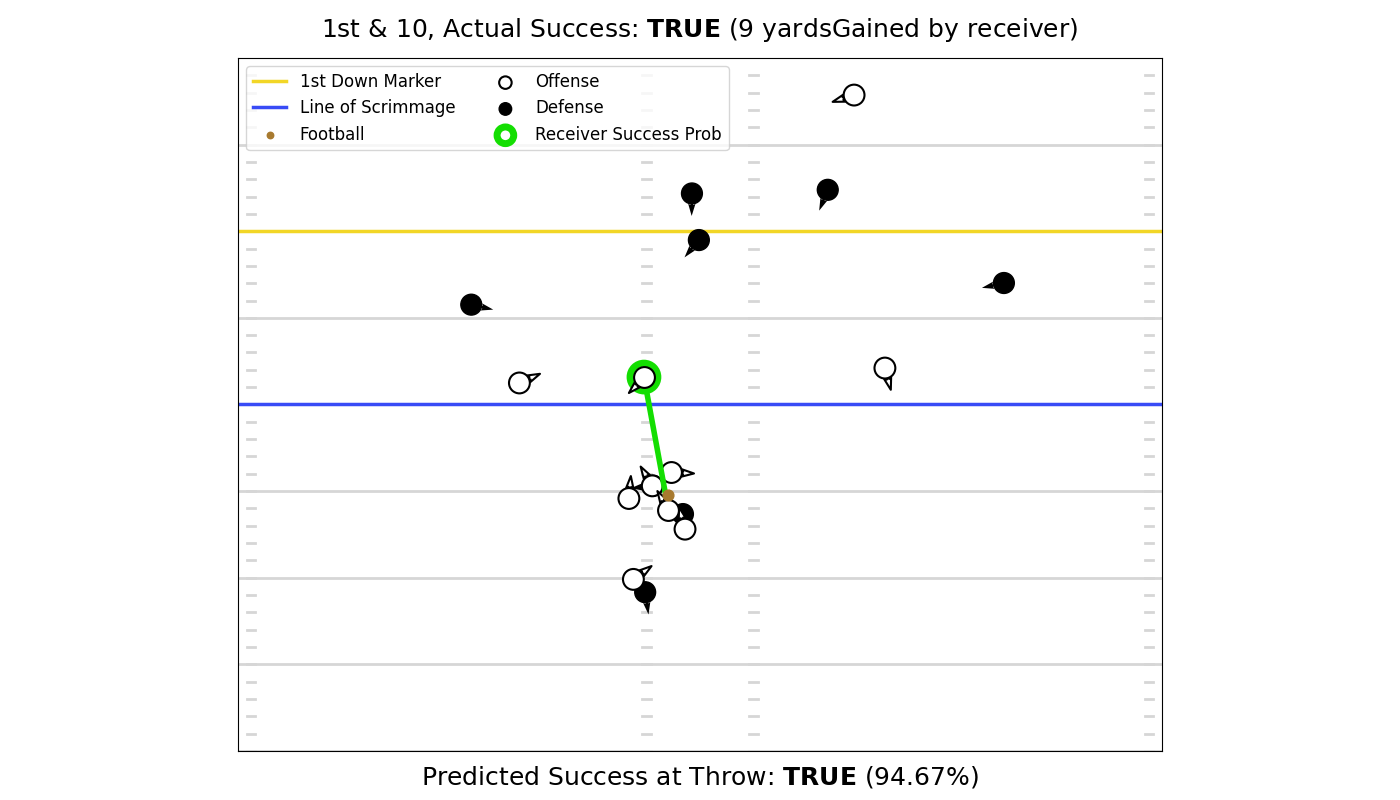 1st & 10, Actual Success: TRUE (9 yardsGained by receiver)
1st Down Marker
Line of Scrimmage
Football
Offense
Defense
Receiver Success Prob
Predicted Success at Throw: TRUE (94.67%)